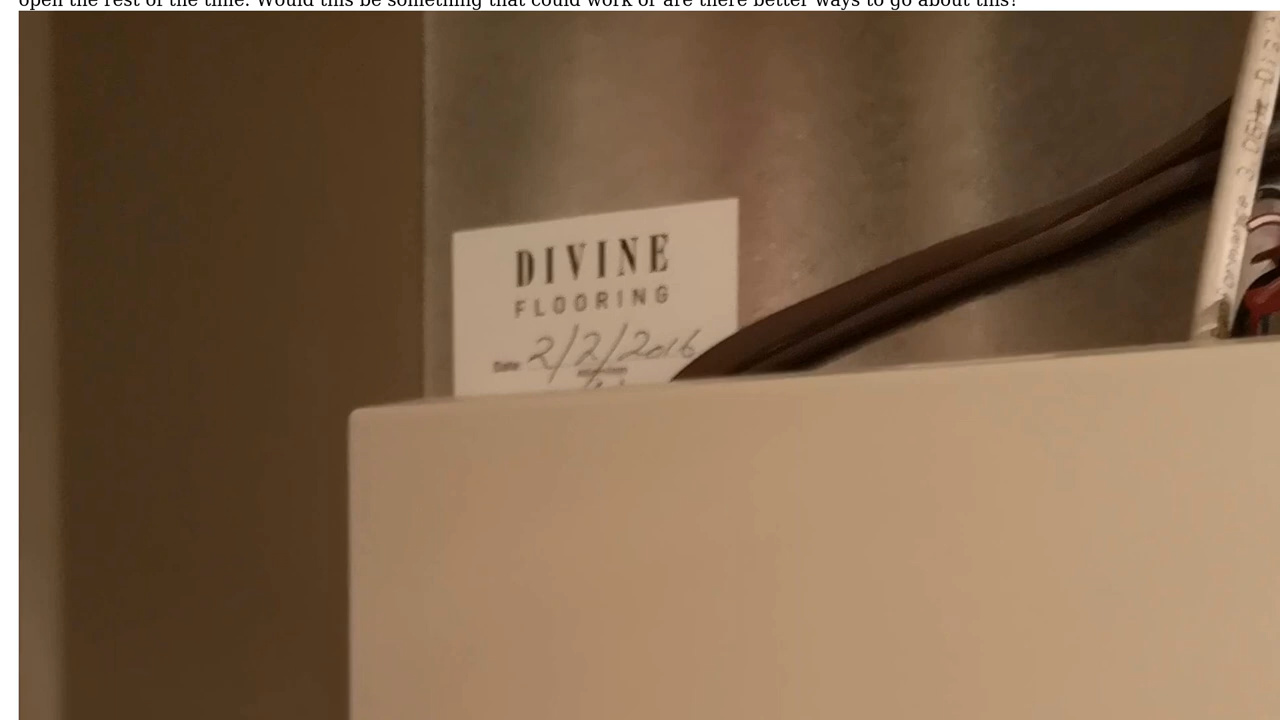 open the rest of the time. Would this be something that could work or are there better ways to go about this?
DIVINE
FLOORING
Date: 2/2/2016